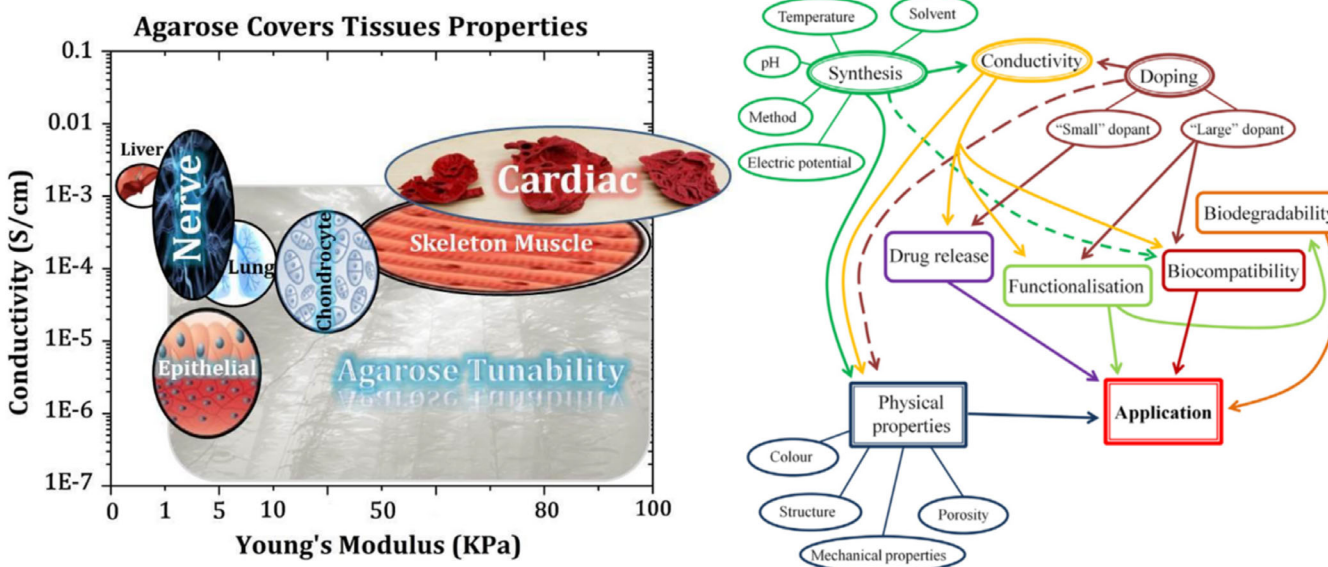 Agarose Covers Tissues Properties
Conductivity (S/cm)
0.1
0.01
1E-3
1E-4
1E-5
1E-6
1E-7
Liver
Nerve
Lung
Chondrocyte
Cardiac
Skeleton Muscle
Epithelial
Agarose Tunability
0 1 5 10 50 80 100
Young's Modulus (KPa)
Temperature
Solvent
pH
Synthesis
Conductivity
Doping
Method
"Small" dopant
"Large" dopant
Electric potential
Biodegradability
Drug release
Functionalisation
Biocompatibility
Physical
properties
Application
Colour
Structure
Porosity
Mechanical properties